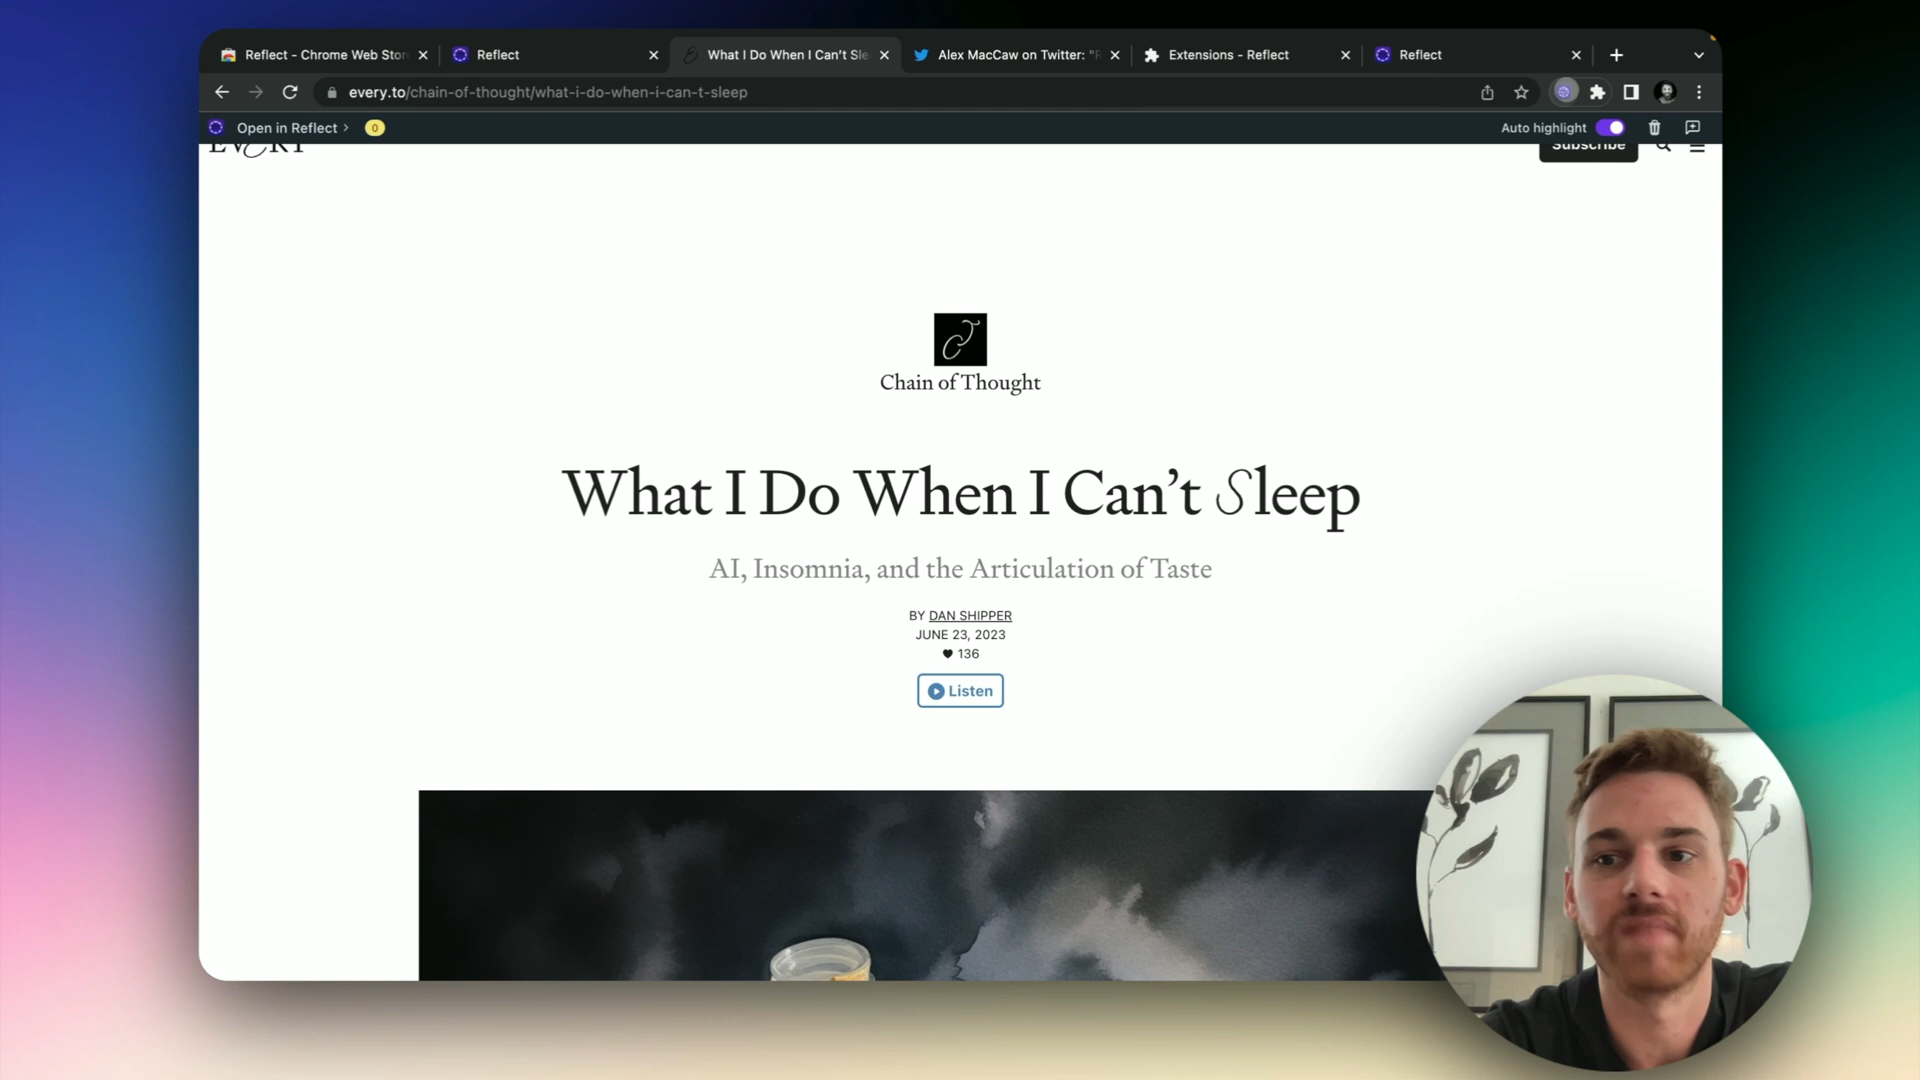 Reflect - Chrome Web Stor
Reflect
What I Do When I Can't Sle
Alex MacCaw on Twitter: "R
Extensions - Reflect
Reflect
every.to/chain-of-thought/what-i-do-when-i-can-t-sleep
Open in Reflect
0
Auto highlight
EVERY
Subscribe
Chain of Thought
What I Do When I Can't Sleep
AI, Insomnia, and the Articulation of Taste
BY DAN SHIPPER
JUNE 23, 2023
136
Listen